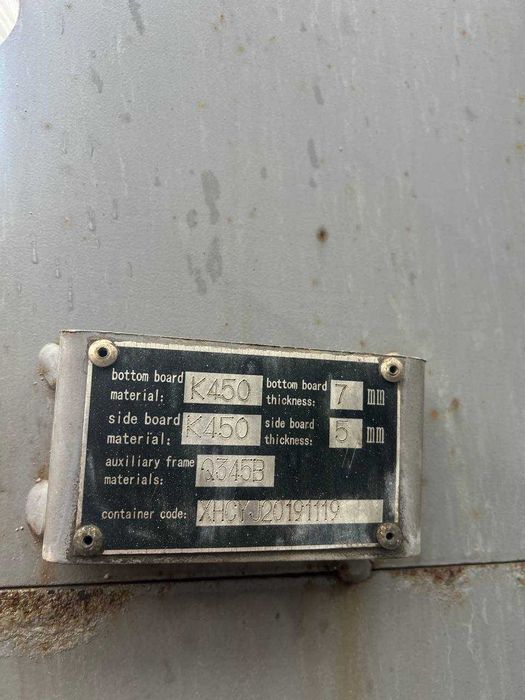 bottom board material: K450 bottom board thickness: 7 mm
side board material: K450 side board thickness: 5 mm
auxiliary frame materials: Q345B
container code: XHCYJ20191119